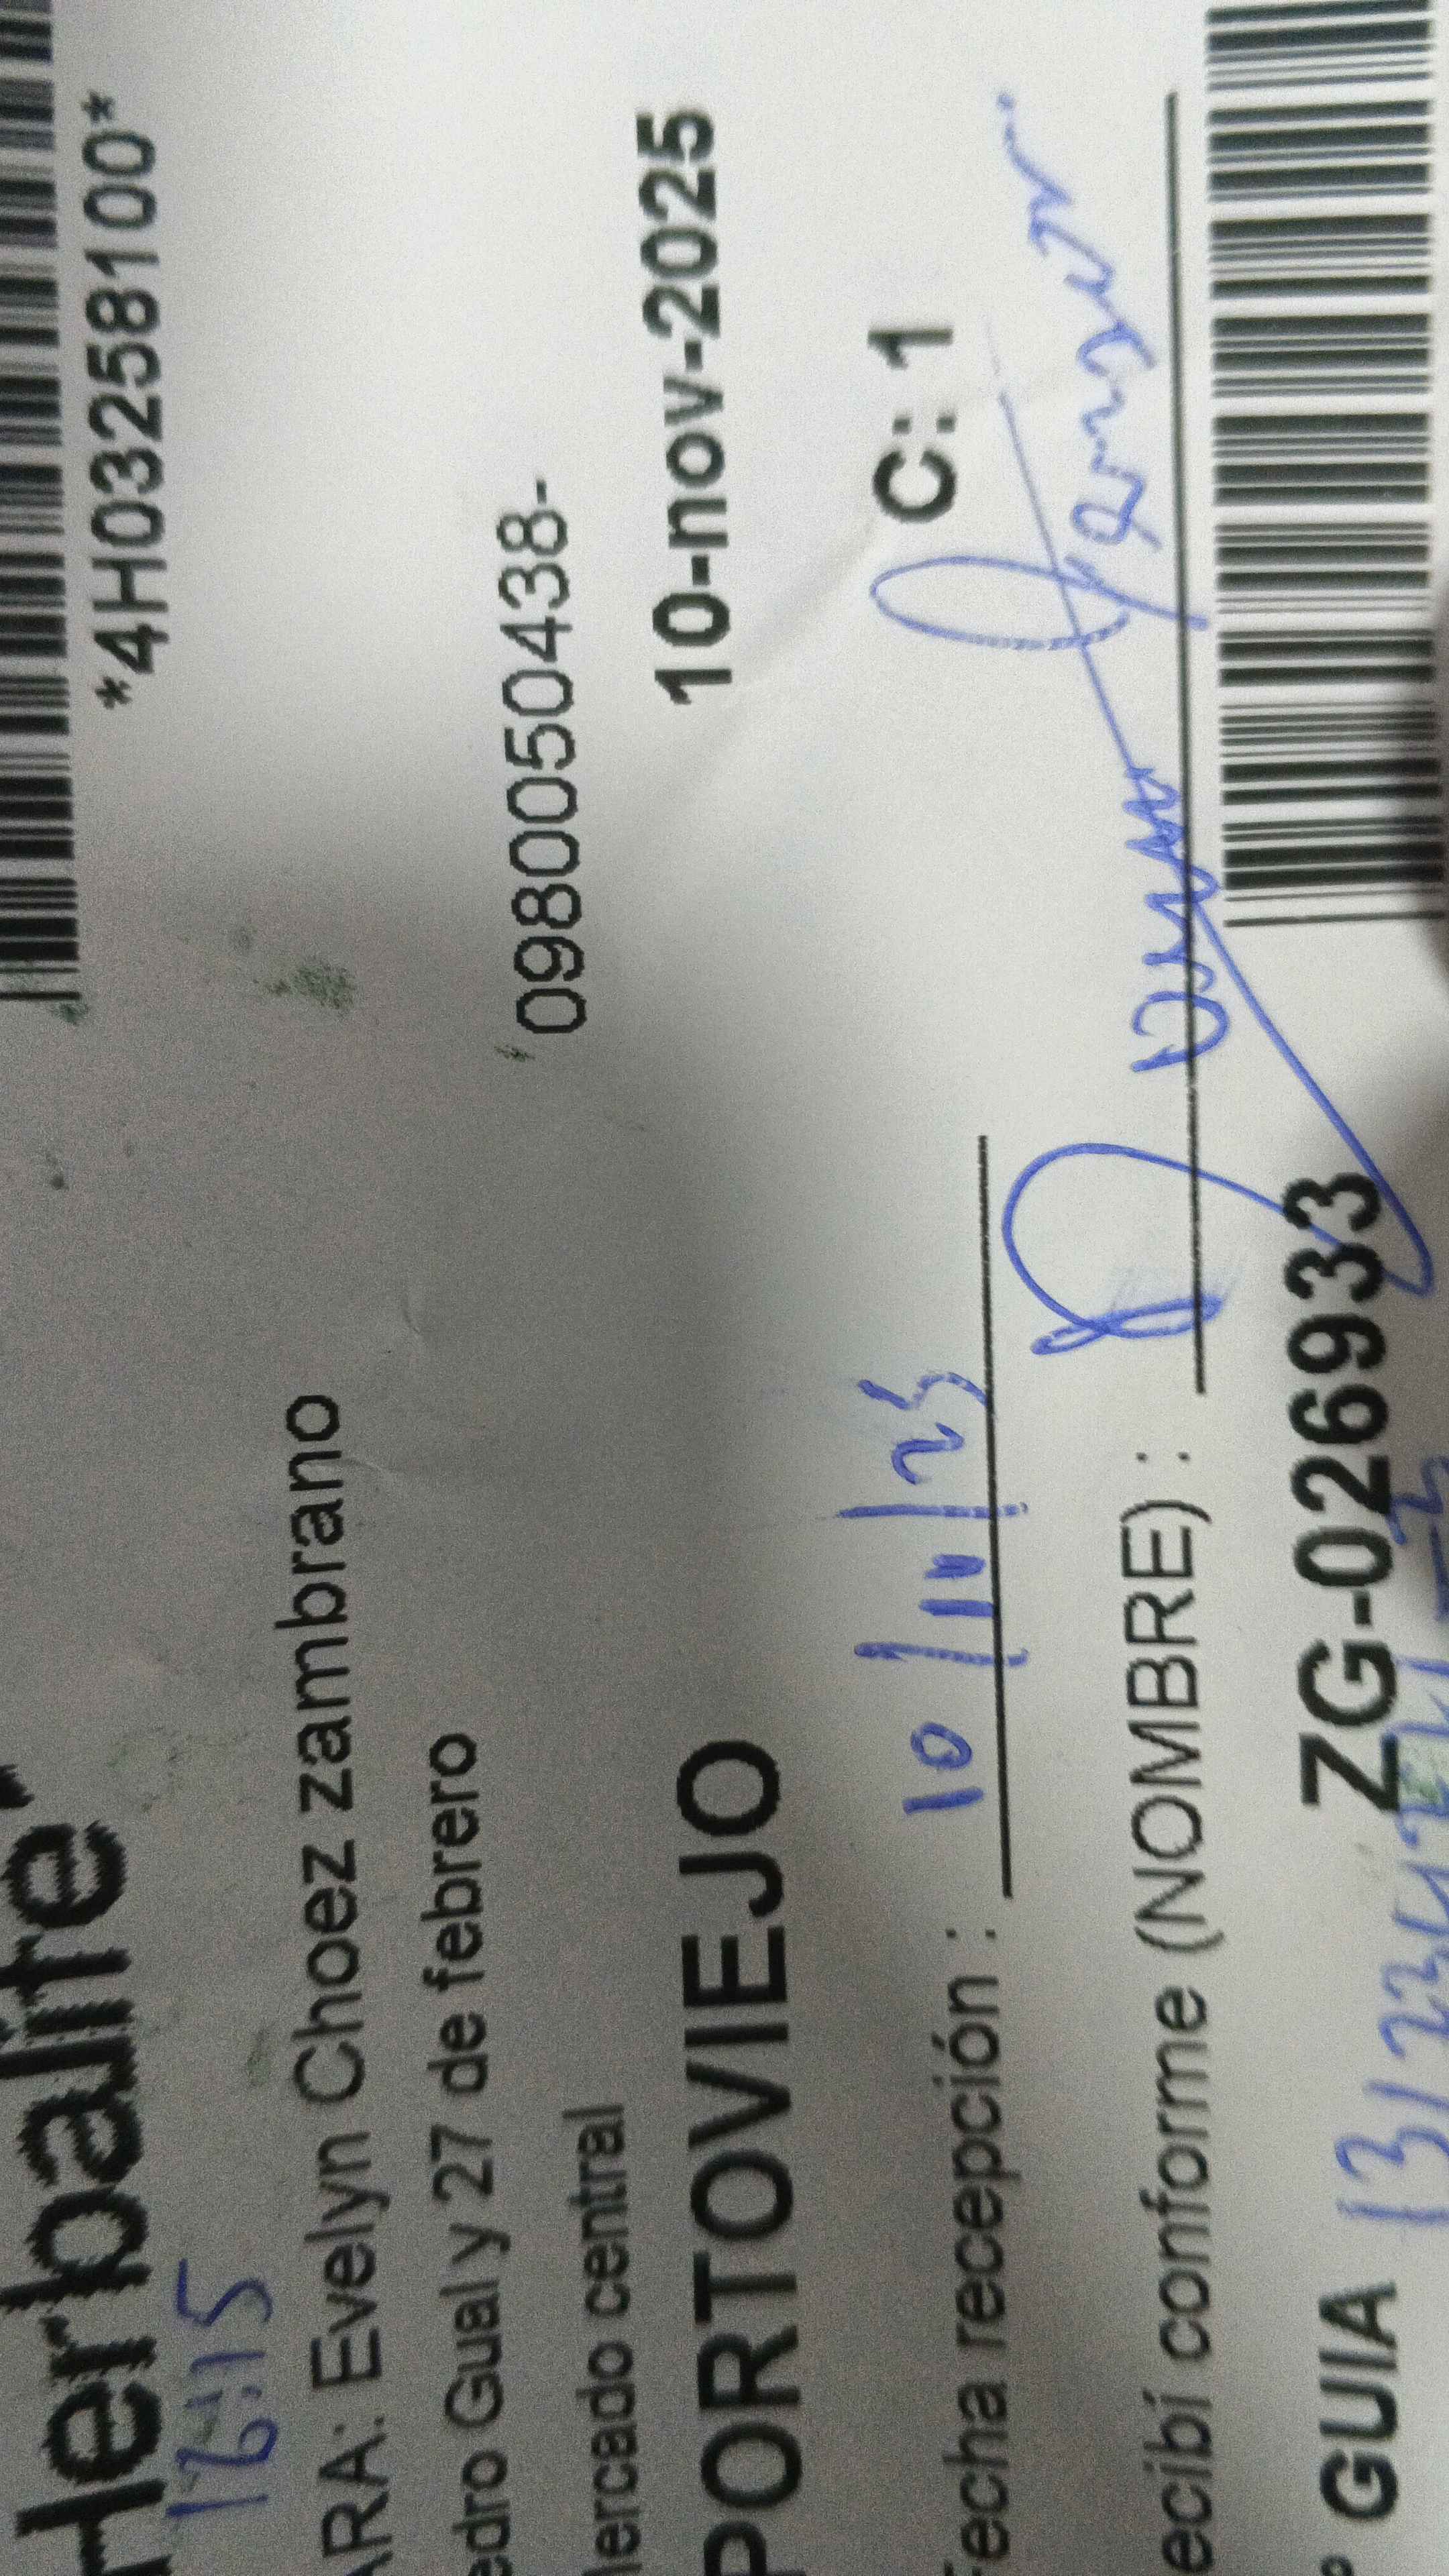 Herbalife
*4H03258100*
16:15
ARA: Evelyn Choez zambrano
edro Gual y 27 de febrero
0980050438-
lercado central
PORTOVIEJO 10-nov-2025
C: 1
echa recepción : 10/11/25
ecibí conforme (NOMBRE) :
° GUIA ZG-026933